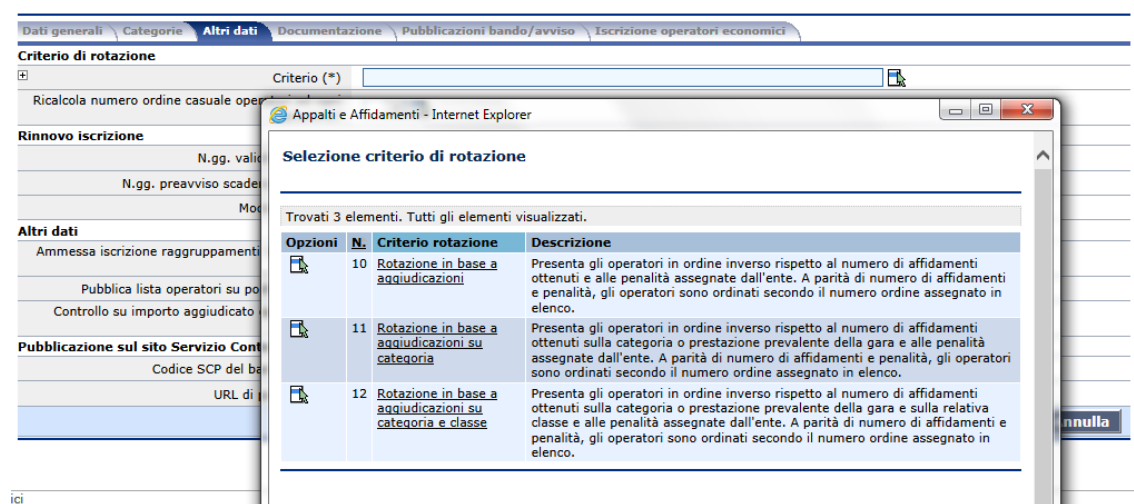 Dati generali Categorie Altri dati Documentazione Pubblicazioni bando/avviso Iscrizione operatori economici
Criterio di rotazione
Criterio (*)
Ricalcola numero ordine casuale
Appalti e Affidamenti - Internet Explorer
Rinnovo iscrizione
N.gg.
N.gg. preavviso
Altri dati
Ammessa iscrizione raggruppamenti
Pubblica lista operatori su
Controllo su importo aggiudicato
Pubblicazione sul sito Servizio
Codice SCP del
URL di
Selezione criterio di rotazione
Trovati 3 elementi. Tutti gli elementi visualizzati.
Opzioni N. Criterio rotazione Descrizione
10 Rotazione in base a aggiudicazioni
Presenta gli operatori in ordine inverso rispetto al numero di affidamenti
ottenuti e alle penalità assegnate dall'ente. A parità di numero di affidamenti
e penalità, gli operatori sono ordinati secondo il numero ordine assegnato in
elenco.
11 Rotazione in base a
aggiudicazioni su
categoria
Presenta gli operatori in ordine inverso rispetto al numero di affidamenti
ottenuti sulla categoria o prestazione prevalente della gara e alle penalità
assegnate dall'ente. A parità di numero di affidamenti e penalità, gli operatori
sono ordinati secondo il numero ordine assegnato in elenco.
12 Rotazione in base a
aggiudicazioni su
categoria e classe
Presenta gli operatori in ordine inverso rispetto al numero di affidamenti
ottenuti sulla categoria o prestazione prevalente della gara e sulla relativa
classe e alle penalità assegnate dall'ente. A parità di numero di affidamenti e
penalità, gli operatori sono ordinati secondo il numero ordine assegnato in
elenco.